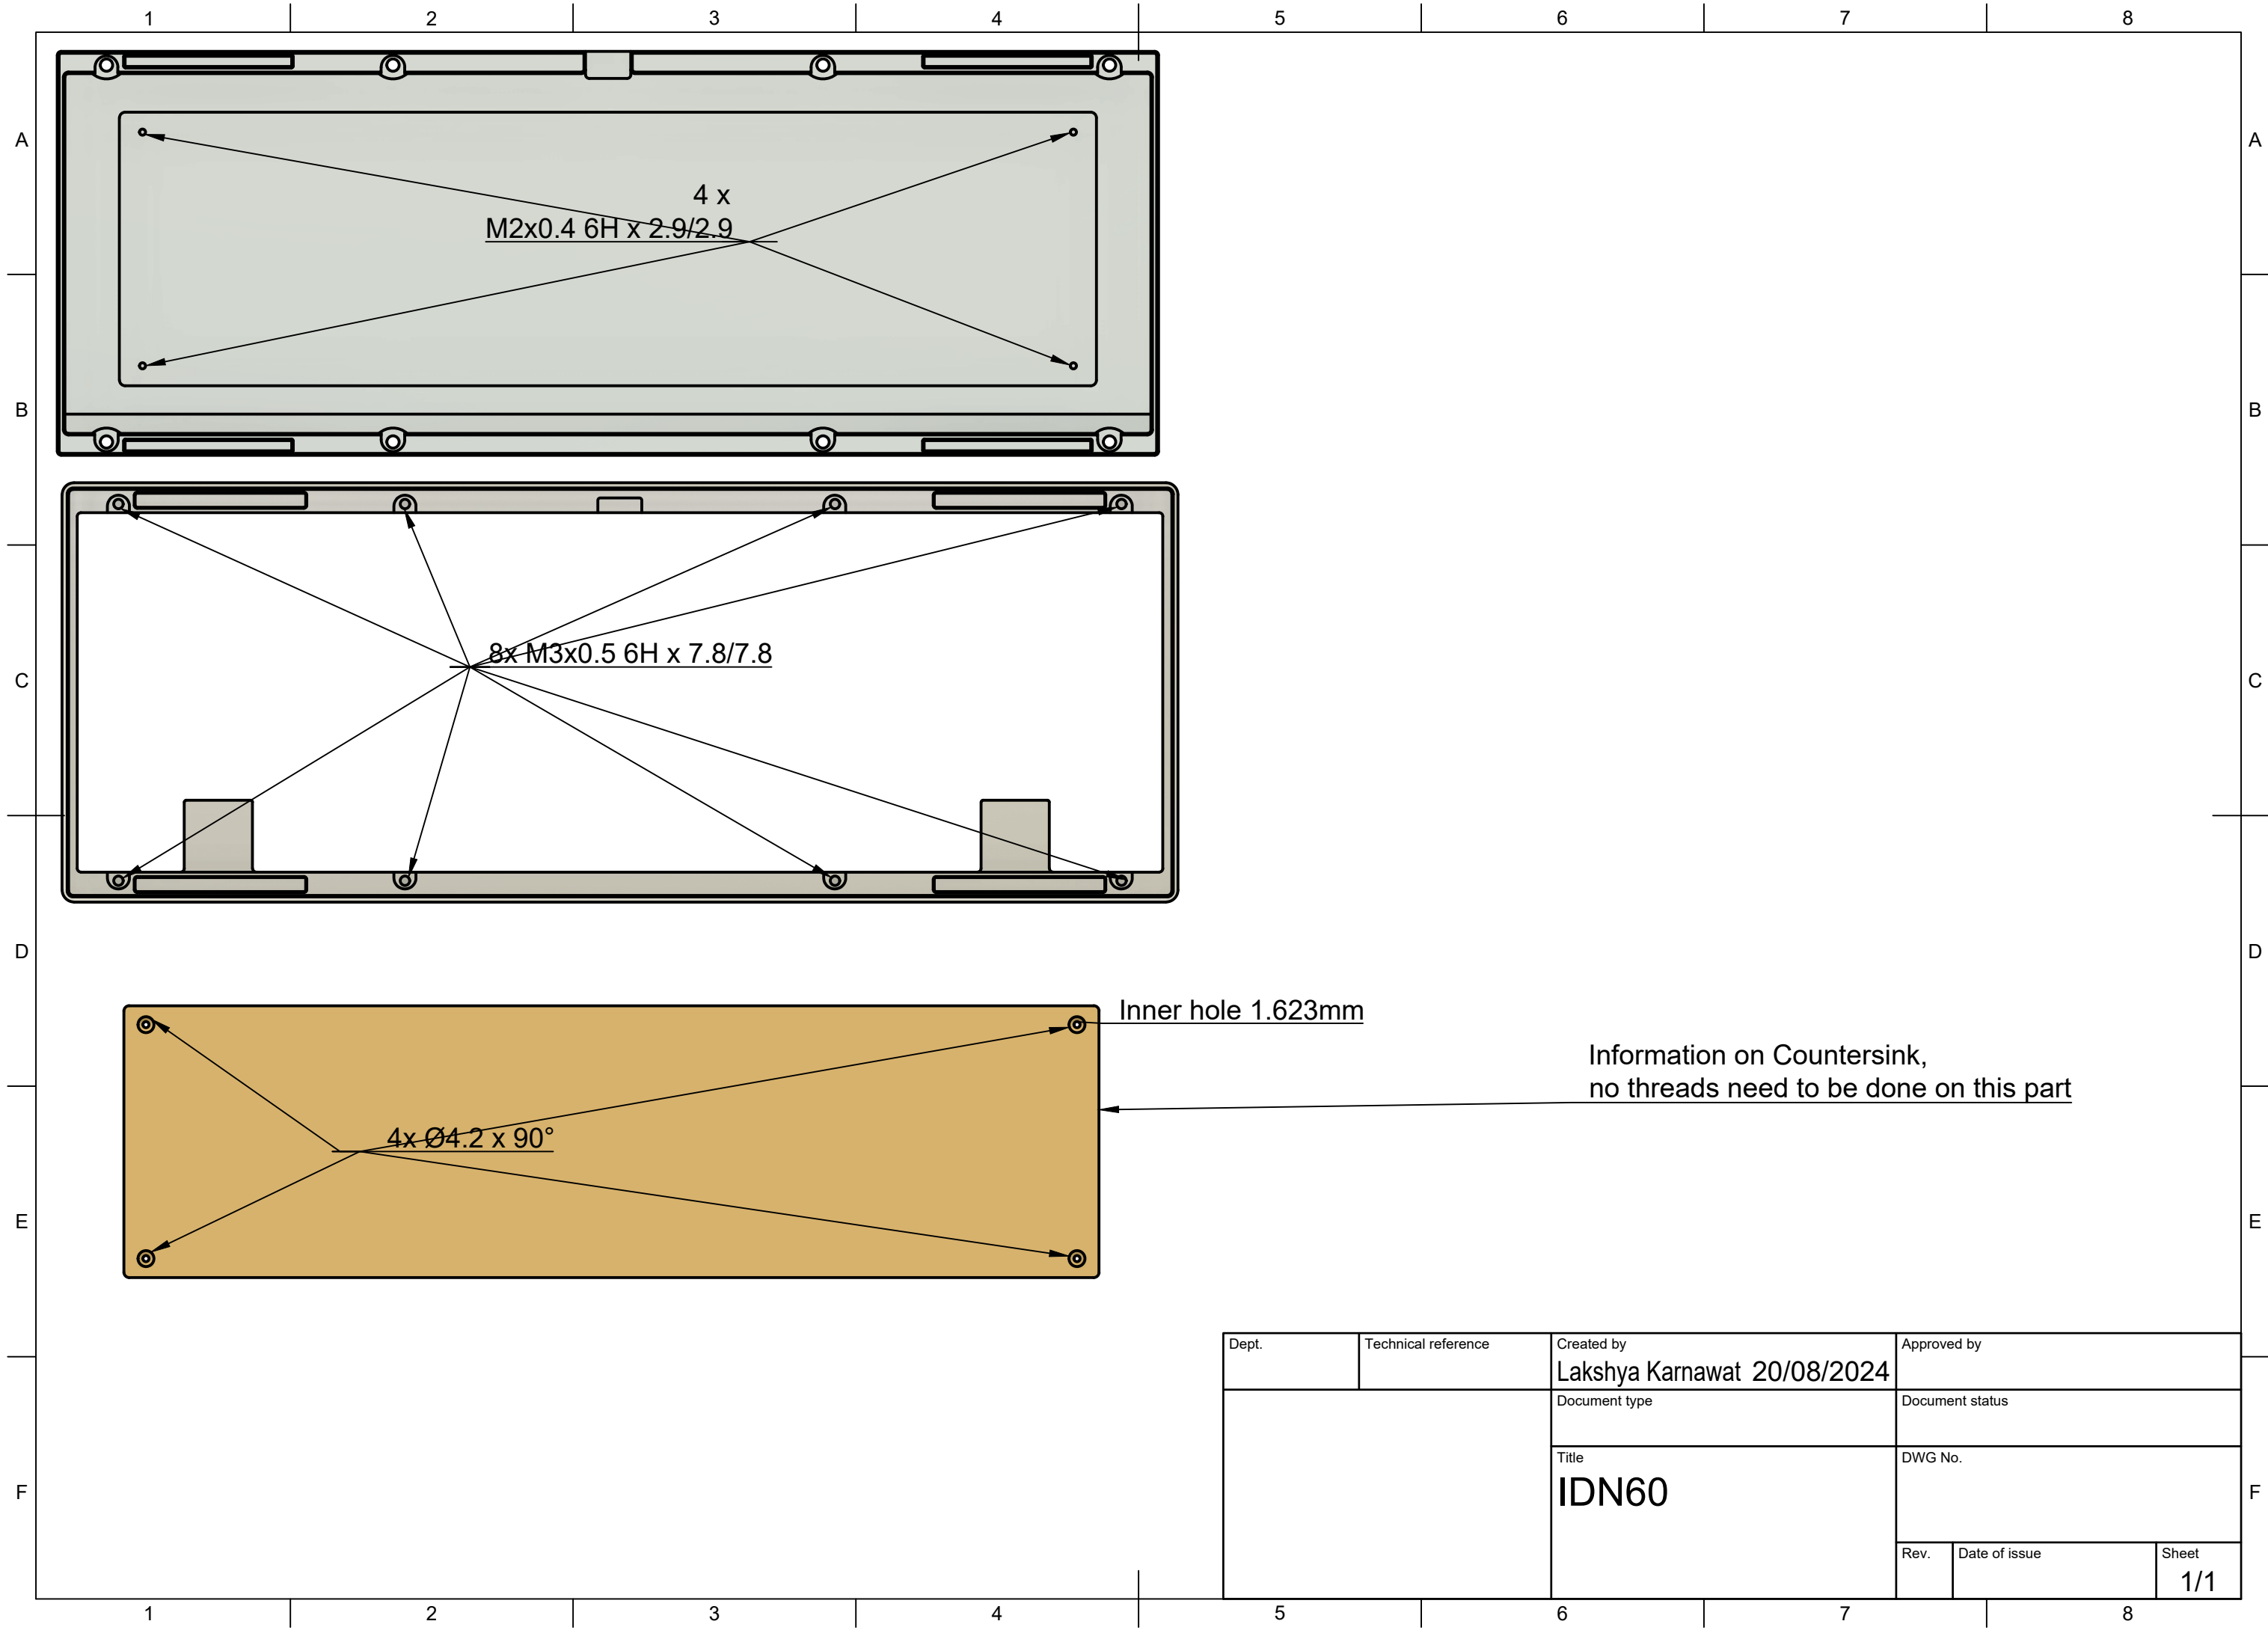 1 2 3 4 5 6 7 8
A A
4 x
M2x0.4 6H x 2.9/2.9
B B
8x M3x0.5 6H x 7.8/7.8
C C
D D
Inner hole 1.623mm
Information on Countersink,
no threads need to be done on this part
4x Ø4.2 x 90°
E E
Dept. Technical reference Created by Approved by
Lakshya Karnawat 20/08/2024
Document type Document status
Title DWG No.
IDN60
F F
Rev. Date of issue Sheet
1/1
1 2 3 4 5 6 7 8